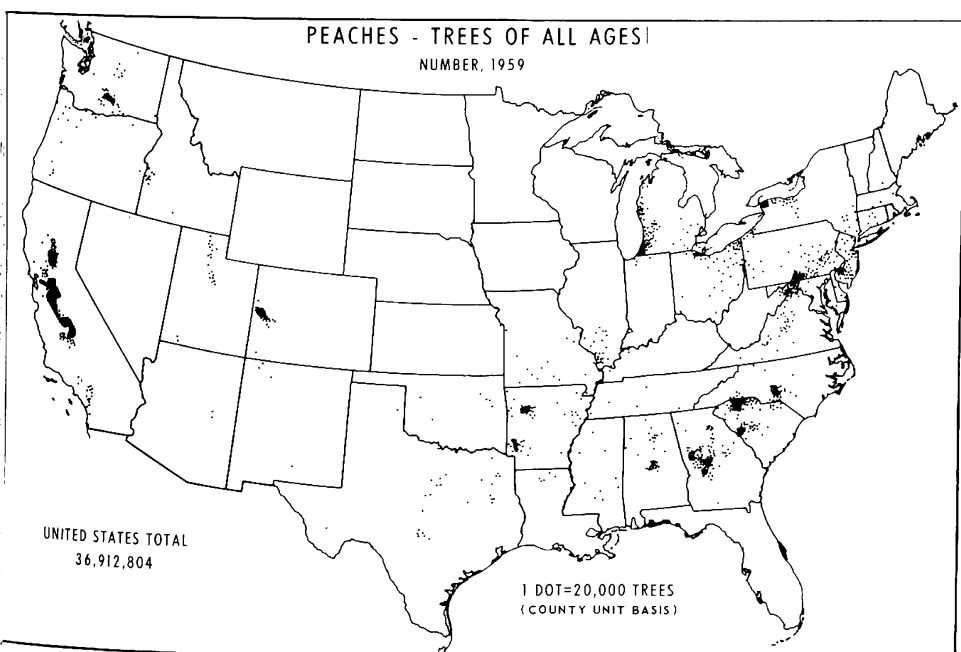 PEACHES - TREES OF ALL AGES
NUMBER, 1959
UNITED STATES TOTAL
36,912,804
1 DOT=20,000 TREES
(COUNTY UNIT BASIS)